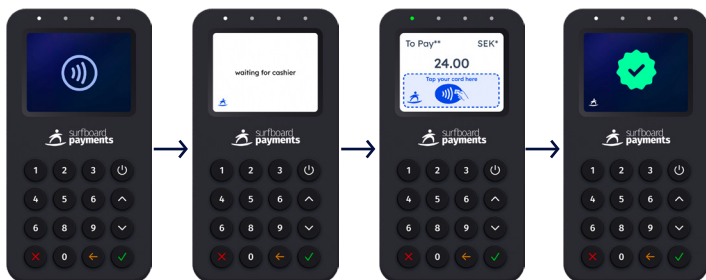 surfboard
payments
1 2 3
4 5 6
6 8 9
0
waiting for cashier
surfboard
payments
1 2 3
4 5 6
6 8 9
0
To Pay** SEK*
24.00
Tap your card here
surfboard
payments
1 2 3
4 5 6
6 8 9
0
surfboard
payments
1 2 3
4 5 6
6 8 9
0